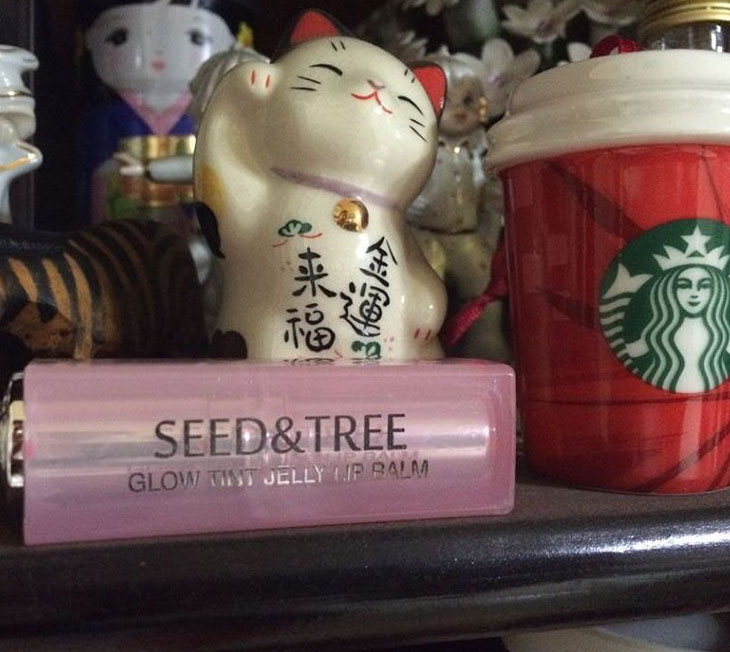 金運
来福
SEED&TREE
GLOW TINT JELLY LIP BALM